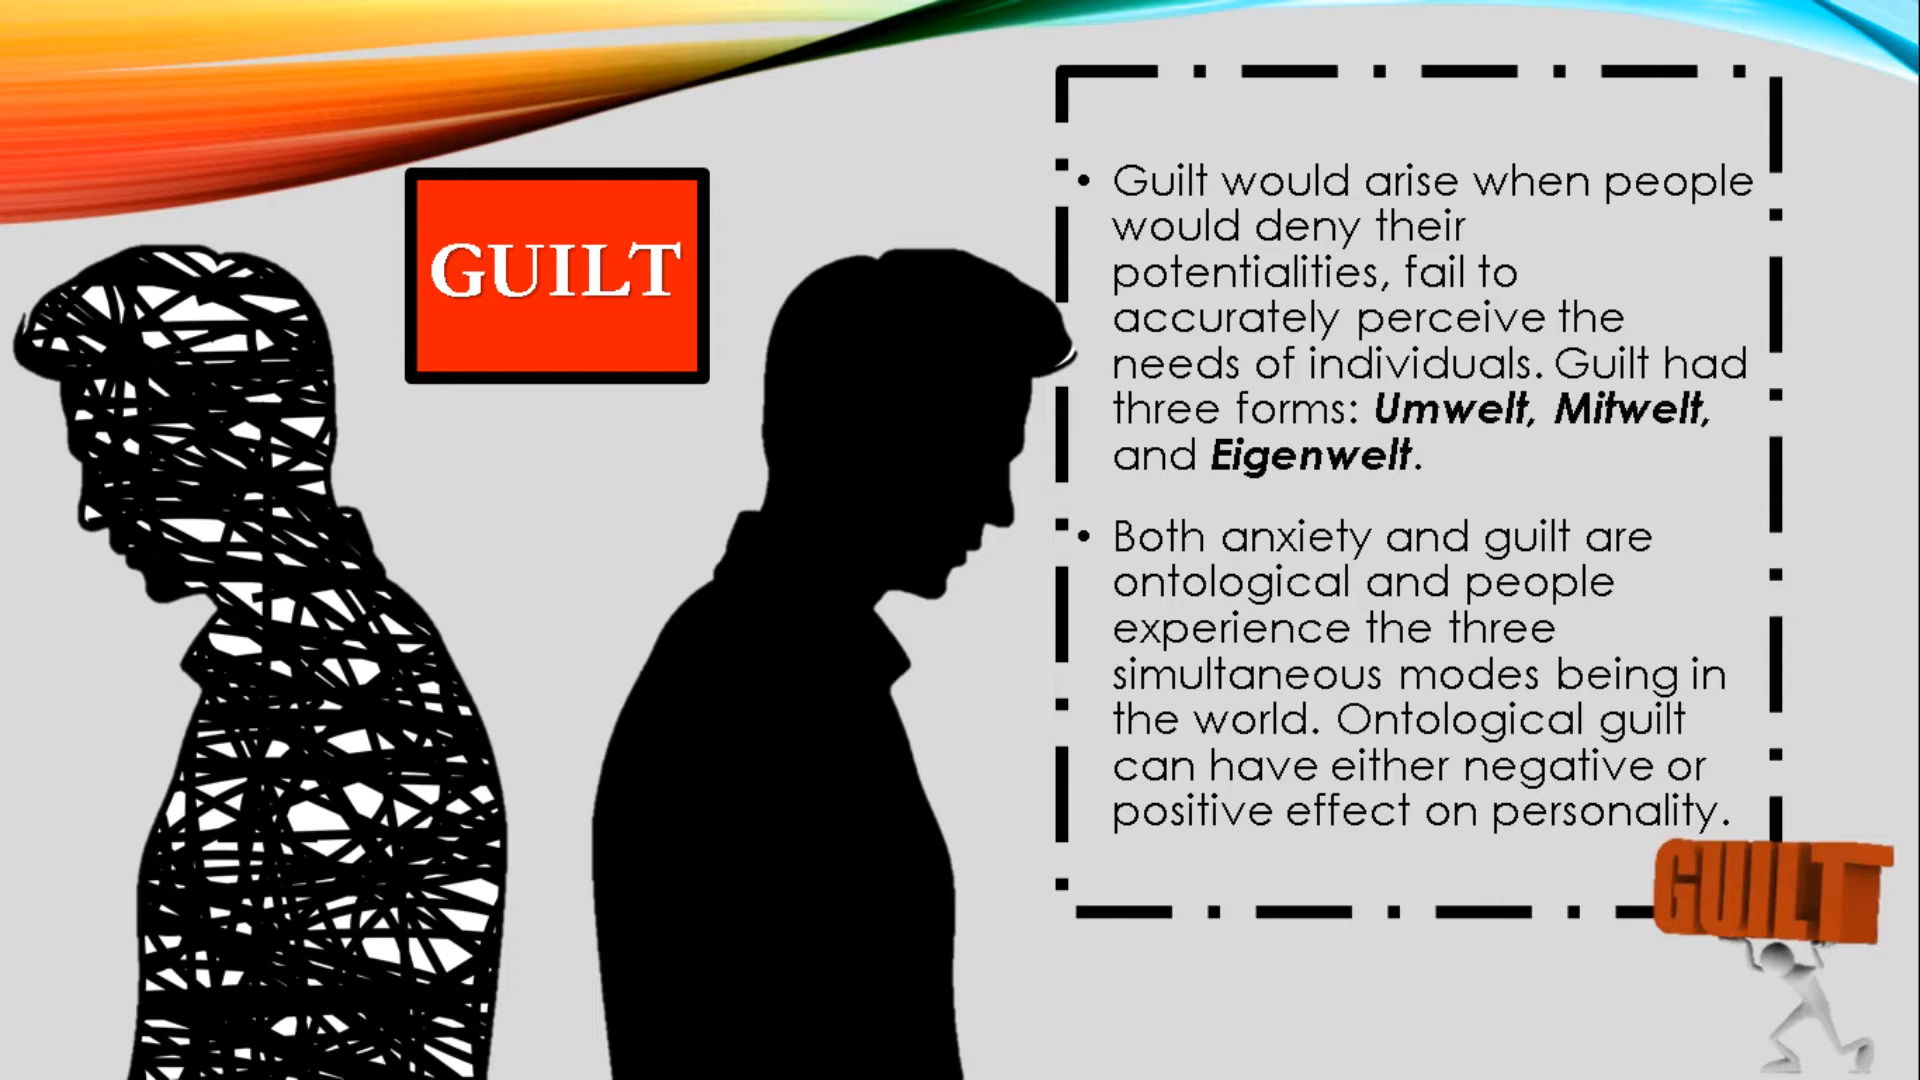 GUILT
• Guilt would arise when people
would deny their
potentialities, fail to
accurately perceive the
needs of individuals. Guilt had
three forms: Umwelt, Mitwelt,
and Eigenwelt.
• Both anxiety and guilt are
ontological and people
experience the three
simultaneous modes being in
the world. Ontological guilt
can have either negative or
positive effect on personality.
GUILT